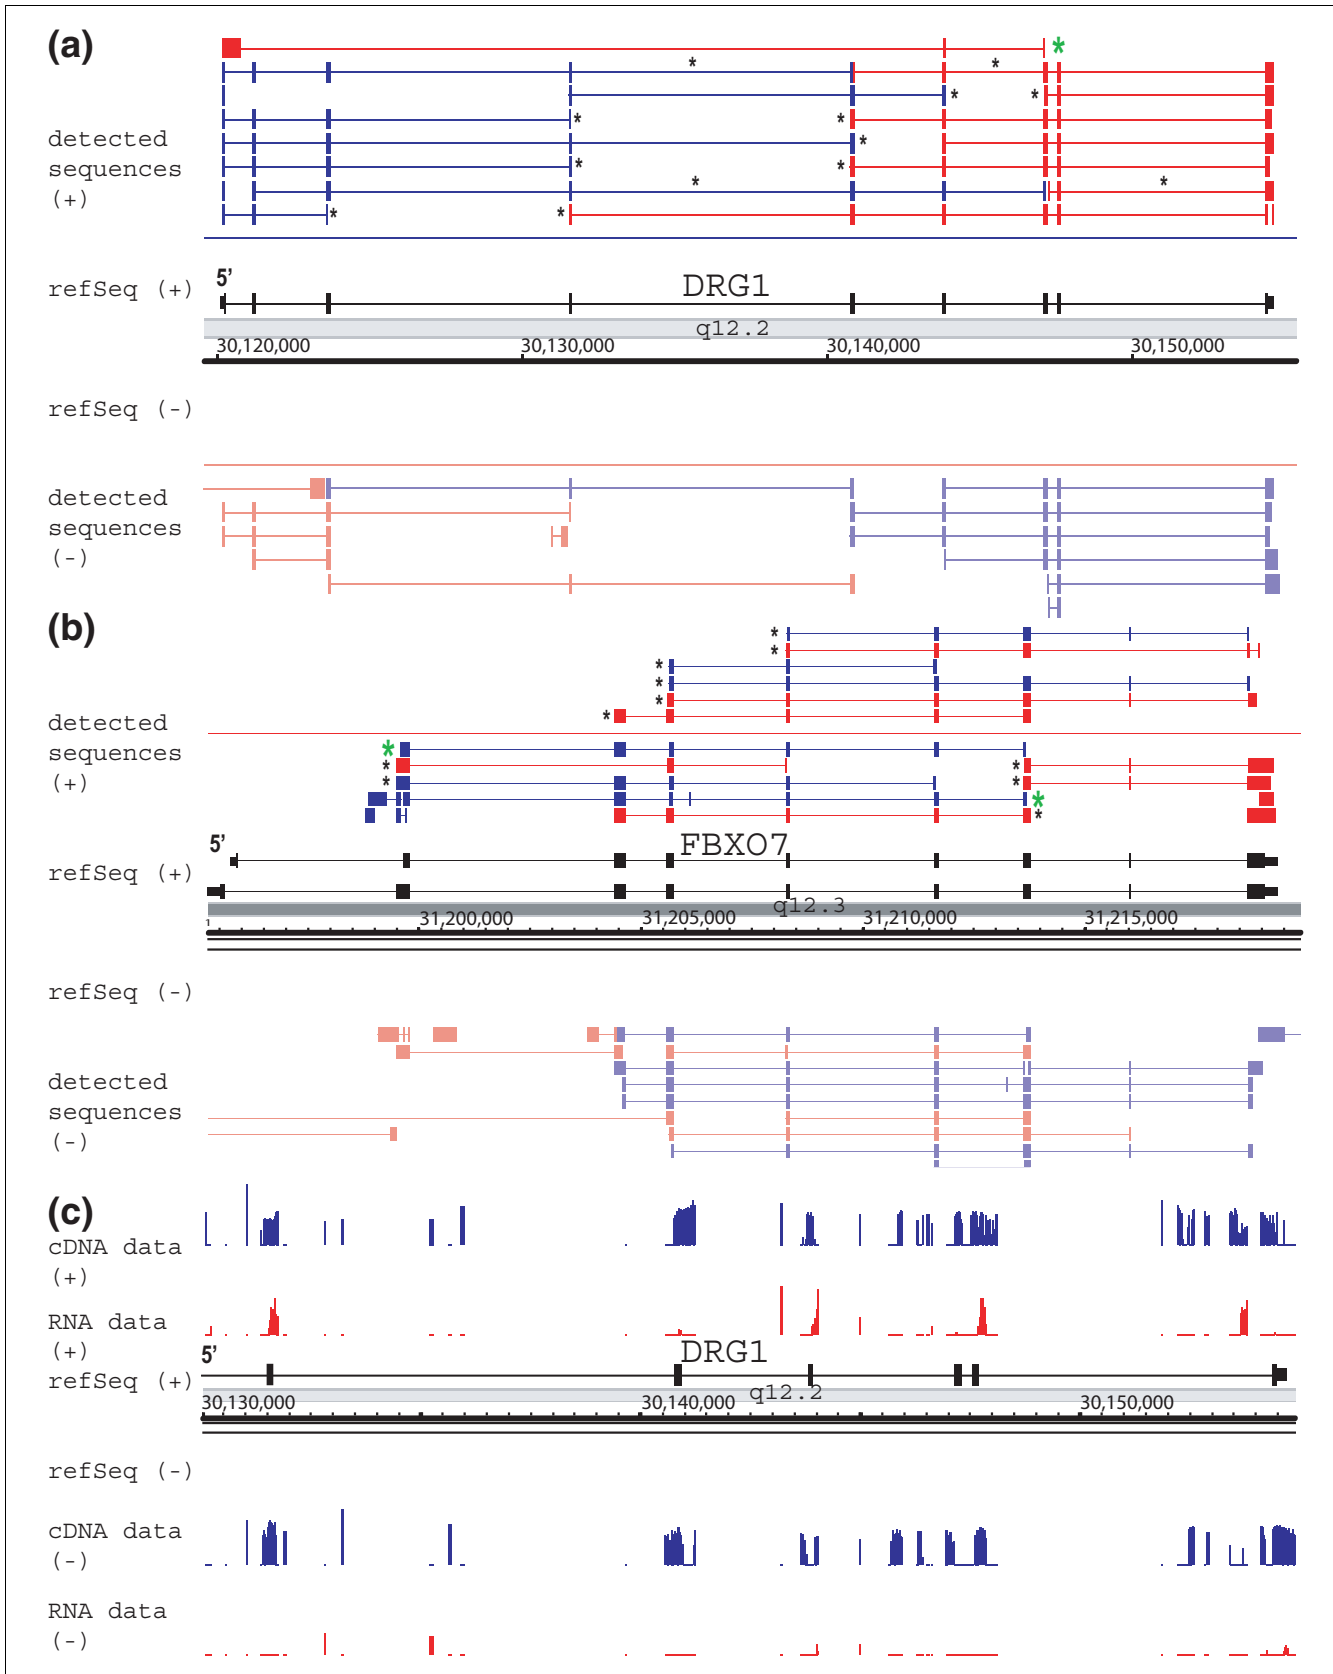 (a)
*
* *
* *
detected
sequences
(+)
* *
*
* *
* *
* *
5'
refSeq (+)
DRG1
q12.2
30,120,000 30,130,000 30,140,000 30,150,000
refSeq (-)
detected
sequences
(-)
(b)
*
*
*
*
*
*
detected
sequences
(+)
*
* *
* *
*
*
5'
FBXO7
refSeq (+)
q12.3
31,200,000 31,205,000 31,210,000 31,215,000
refSeq (-)
detected
sequences
(-)
(c)
cDNA data
(+)
RNA data
(+)
5'
DRG1
refSeq (+)
q12.2
30,130,000 30,140,000 30,150,000
refSeq (-)
cDNA data
(-)
RNA data
(-)